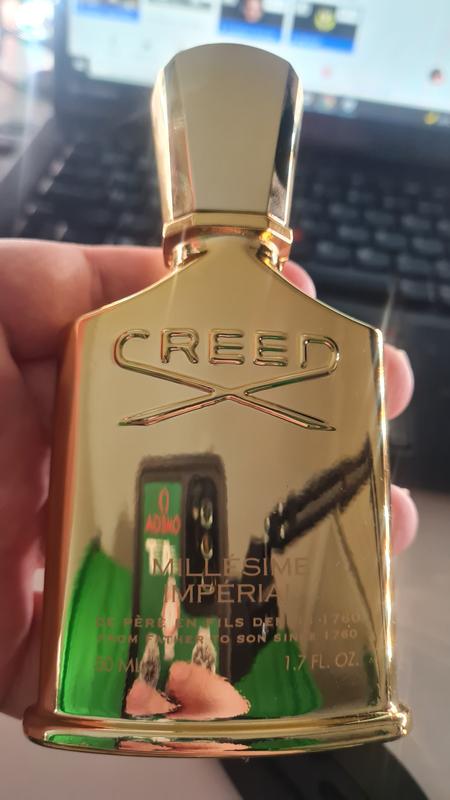 CREED
MILLÉSIME
IMPÉRIAL
DE PÈRE EN FILS DEPUIS 1760
FROM FATHER TO SON SINCE 1760
50 ML
1.7 FL. OZ.